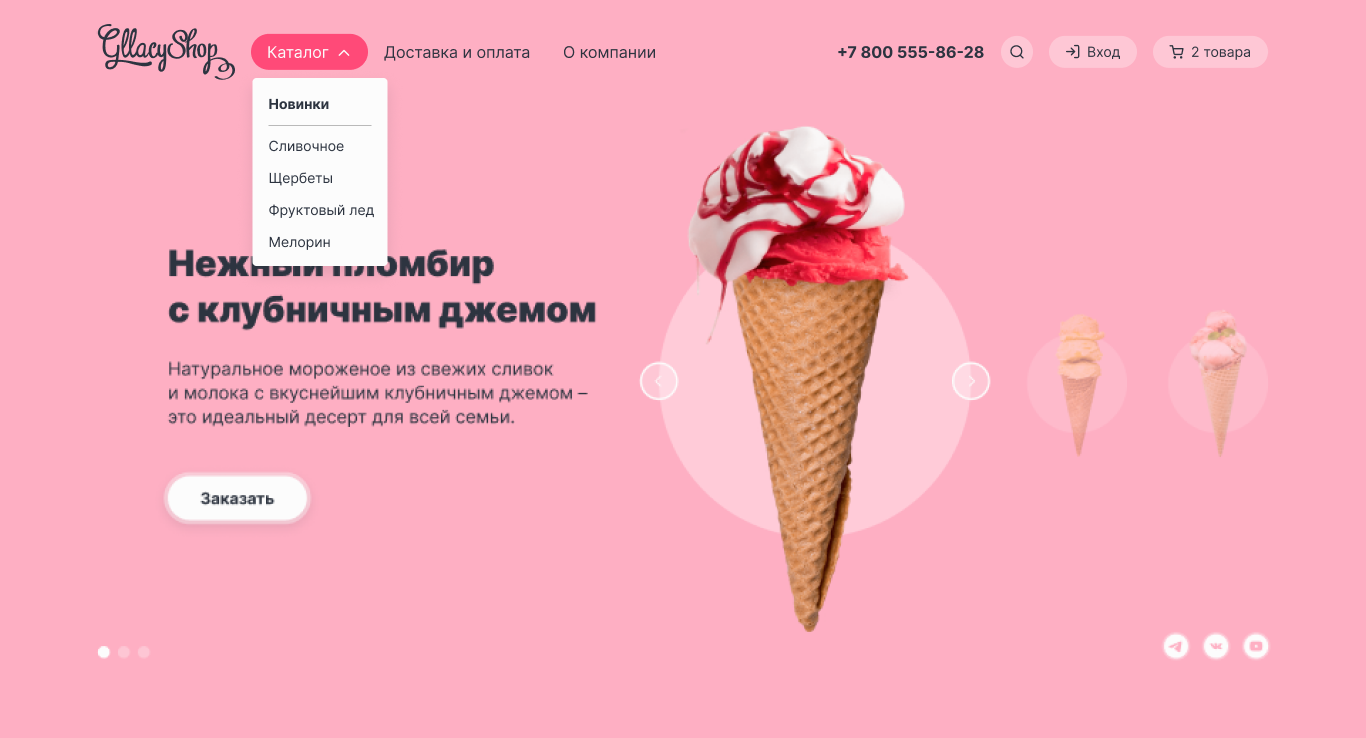 GllacyShop
Каталог
Доставка и оплата
О компании
+7 800 555-86-28
Вход
2 товара
Новинки
Сливочное
Щербеты
Фруктовый лед
Мелорин
Нежный пломбир
с клубничным джемом
Натуральное мороженое из свежих сливок
и молока с вкуснейшим клубничным джемом –
это идеальный десерт для всей семьи.
Заказать